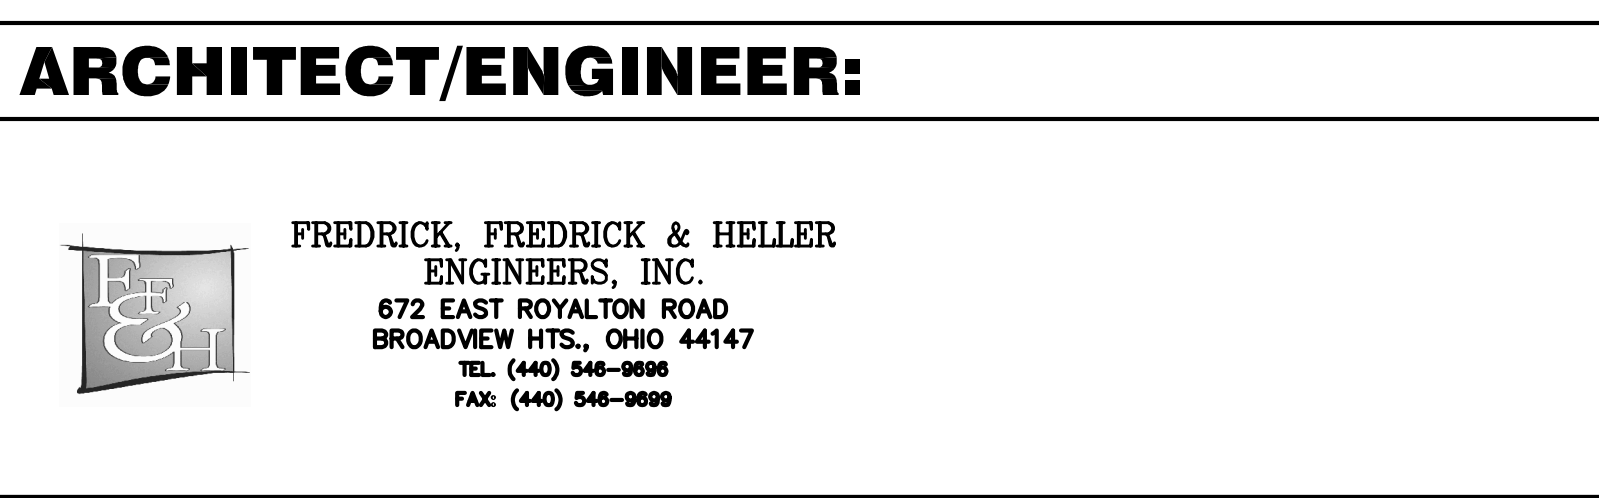 ARCHITECT/ENGINEER:
F
F
&
H
FREDRICK, FREDRICK & HELLER
ENGINEERS, INC.
672 EAST ROYALTON ROAD
BROADVIEW HTS., OHIO 44147
TEL. (440) 546-9696
FAX: (440) 546-9699